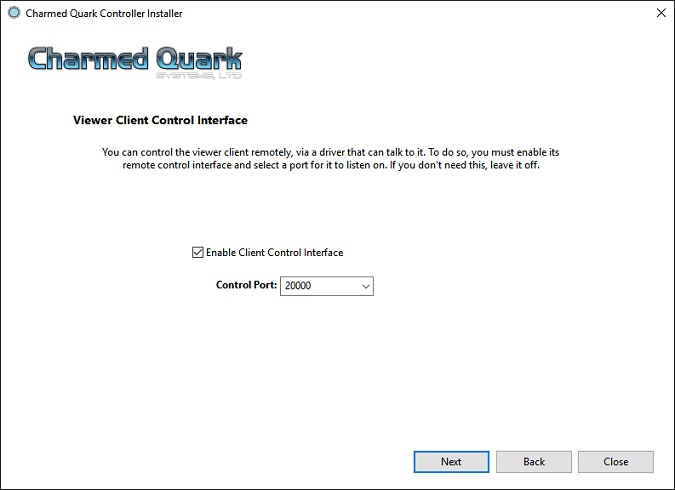 Charmed Quark Controller Installer
Charmed Quark
SYSTEMS, LTD
Viewer Client Control Interface
You can control the viewer client remotely, via a driver that can talk to it. To do so, you must enable its
remote control interface and select a port for it to listen on. If you don't need this, leave it off.
Enable Client Control Interface
Control Port: 20000
Next Back Close